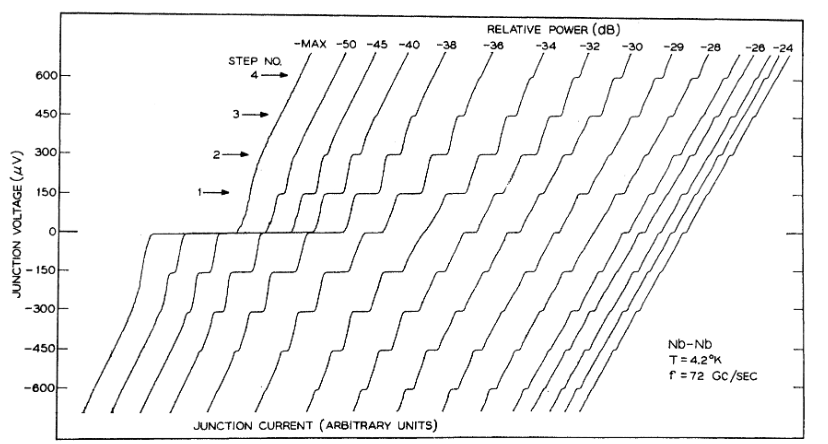 RELATIVE POWER (dB)
-MAX -50 -45 -40 -38 -36 -34 -32 -30 -29 -28 -26 -24
STEP NO.
4
3
2
1
600
450
300
150
0
-150
-300
-450
-600
JUNCTION VOLTAGE (μV)
Nb-Nb
T = 4.2°K
f = 72 GC/SEC
JUNCTION CURRENT (ARBITRARY UNITS)